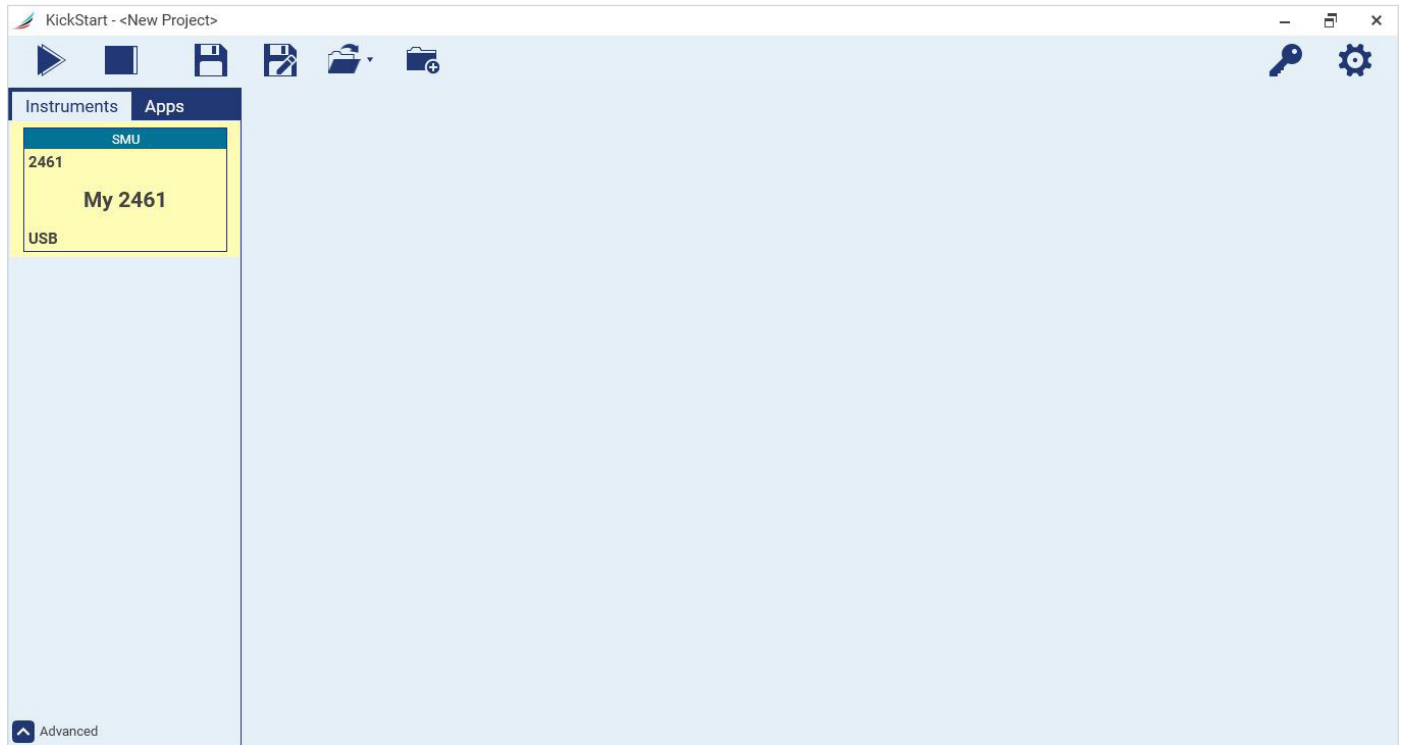 KickStart - <New Project>
Instruments Apps
SMU
2461
My 2461
USB
Advanced